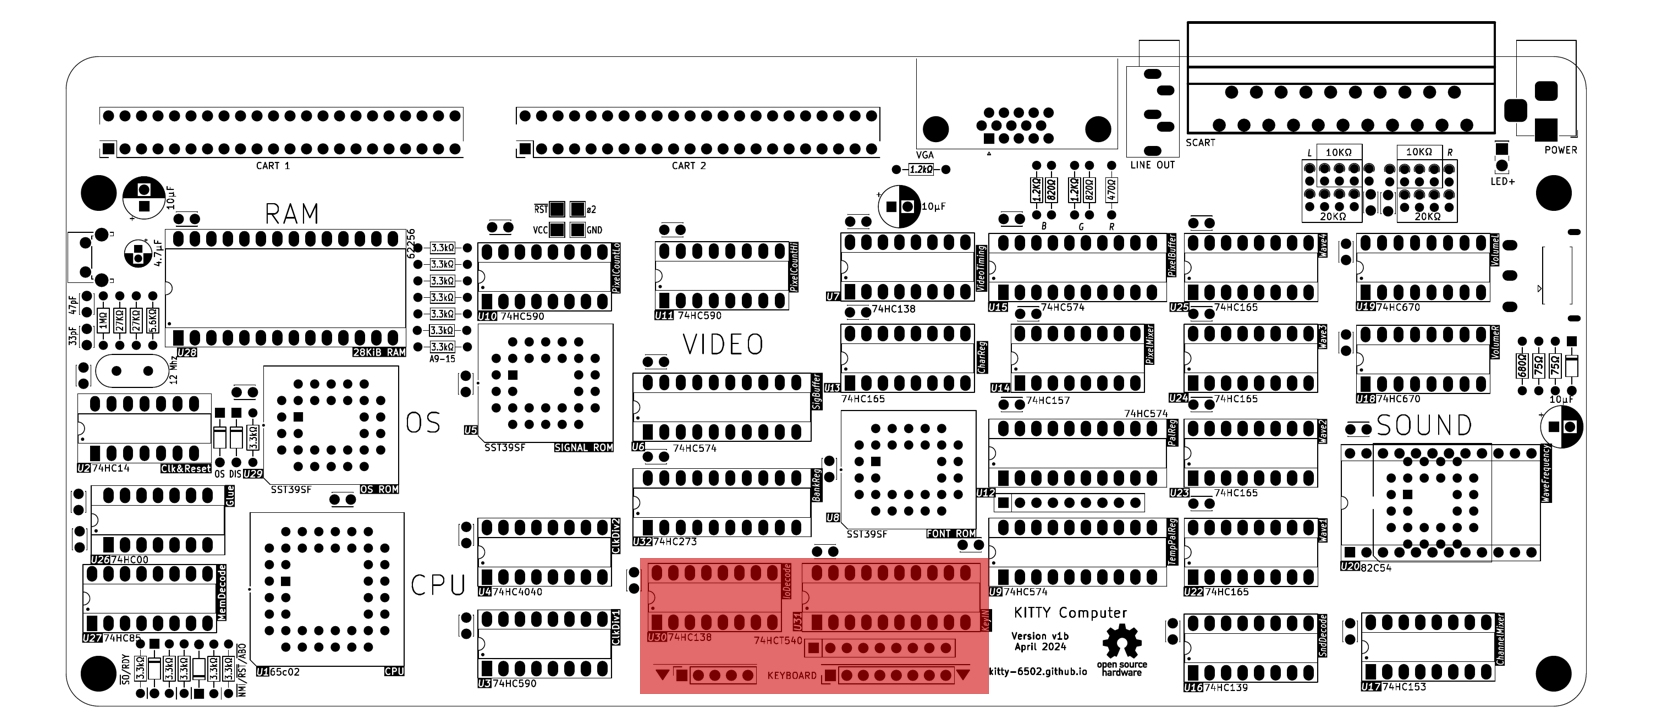 CART 1
CART 2
VGA
LINE OUT
SCART
POWER
LED+
1.2kΩ
L
10KΩ
10KΩ
R
20KΩ
20KΩ
1.2KΩ
820Ω
1.2KΩ
820Ω
470Ω
B
G
R
10µF
10µF
RAM
4.7µF
62256
RST
ø2
VCC
GND
3.3kΩ
3.3kΩ
3.3kΩ
3.3kΩ
3.3kΩ
3.3kΩ
3.3kΩ
A9-15
PixelCountLo
U10 74HC590
PixelCountHi
U11 74HC590
VideoTiming
U7 74HC138
PixelBuffer
U15 74HC574
Wave4
U25 74HC165
VolumeL
U19 74HC670
47pF
33pF
1MΩ
27KΩ
27KΩ
5.6KΩ
U28
28KiB RAM
12 Mhz
VIDEO
CharReg
U13 74HC165
PixelMixer
U14 74HC157
Wave3
U24 74HC165
VolumeR
U18 74HC670
680Ω
75Ω
75Ω
10µF
OS
U5
SST39SF
SIGNAL ROM
SigBuffer
U6 74HC574
74HC574
PalReg
U12
Wave2
U23 74HC165
SOUND
U2 74HC14
Clk&Reset
OS DIS
3.3kΩ
U29
SST39SF
OS ROM
BankReg
U32 74HC273
U8
SST39SF
FONT ROM
WaveFrequency
U20 82C54
Glue
U26 74HC00
CPU
ClkDiv2
U4 74HC4040
TempPalReg
U9 74HC574
Wave1
U22 74HC165
MemDecode
U27 74HC85
U1 65c02
CPU
ClkDiv1
U3 74HC590
IoDecode
U30 74HC138
U31
KeyIN
74HCT540
KEYBOARD
KITTY Computer
Version v1b
April 2024
kitty-6502.github.io
open source
hardware
SndDecode
U16 74HC139
ChannelMixer
U17 74HC153
SO/RDY
3.3kΩ
3.3kΩ
3.3kΩ
3.3kΩ
3.3kΩ
NMI/RST/ABO